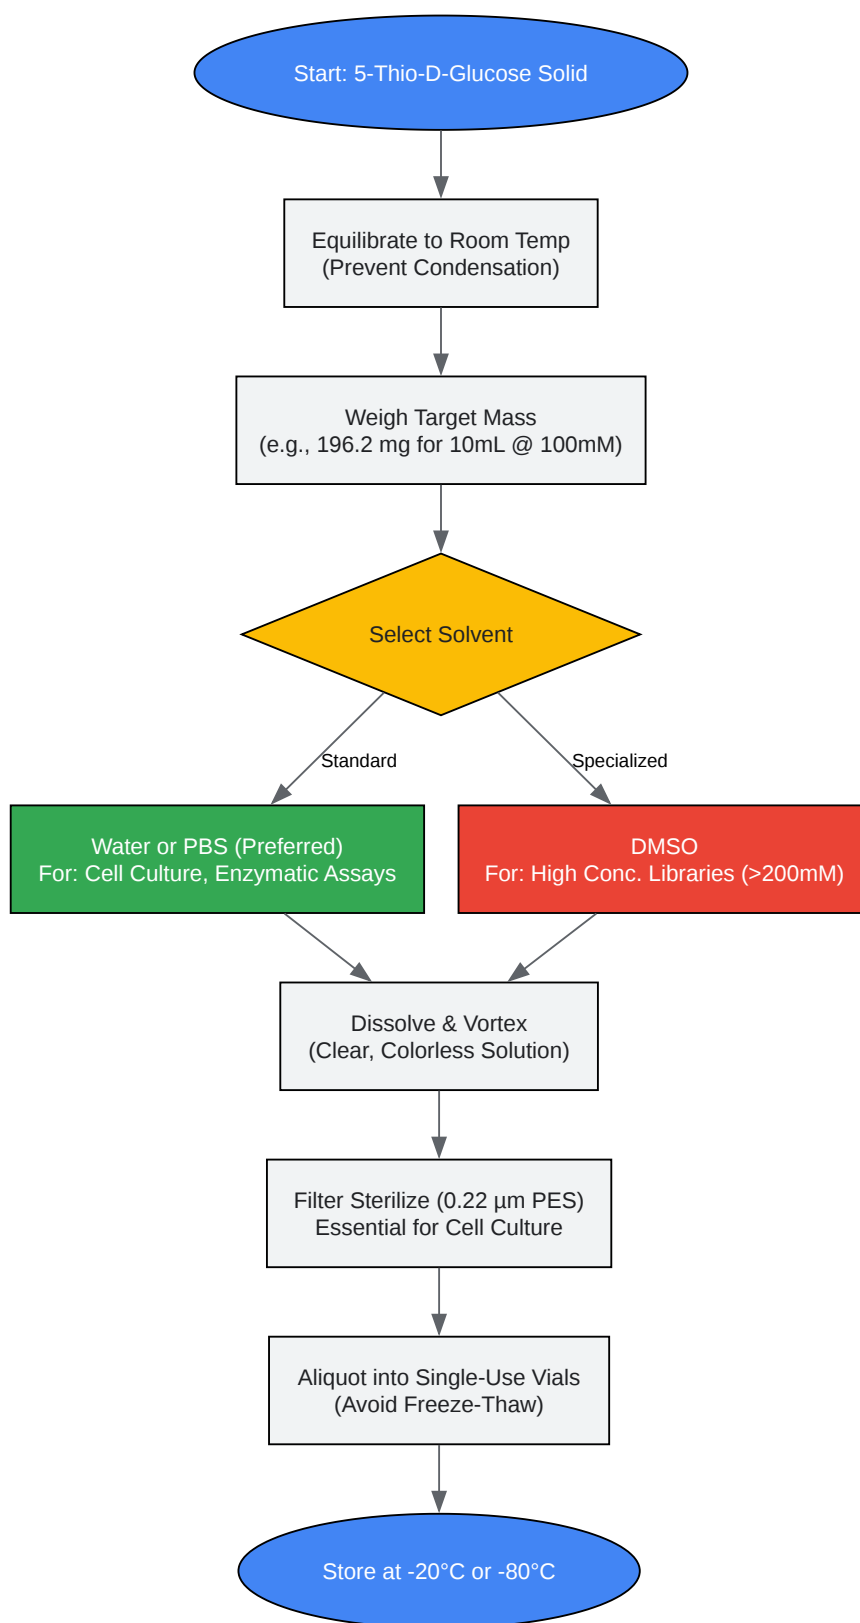 Start: 5-Thio-D-Glucose Solid
Equilibrate to Room Temp
(Prevent Condensation)
Weigh Target Mass
(e.g., 196.2 mg for 10mL @ 100mM)
Select Solvent
Standard
Specialized
Water or PBS (Preferred)
For: Cell Culture, Enzymatic Assays
DMSO
For: High Conc. Libraries (>200mM)
Dissolve & Vortex
(Clear, Colorless Solution)
Filter Sterilize (0.22 µm PES)
Essential for Cell Culture
Aliquot into Single-Use Vials
(Avoid Freeze-Thaw)
Store at -20°C or -80°C